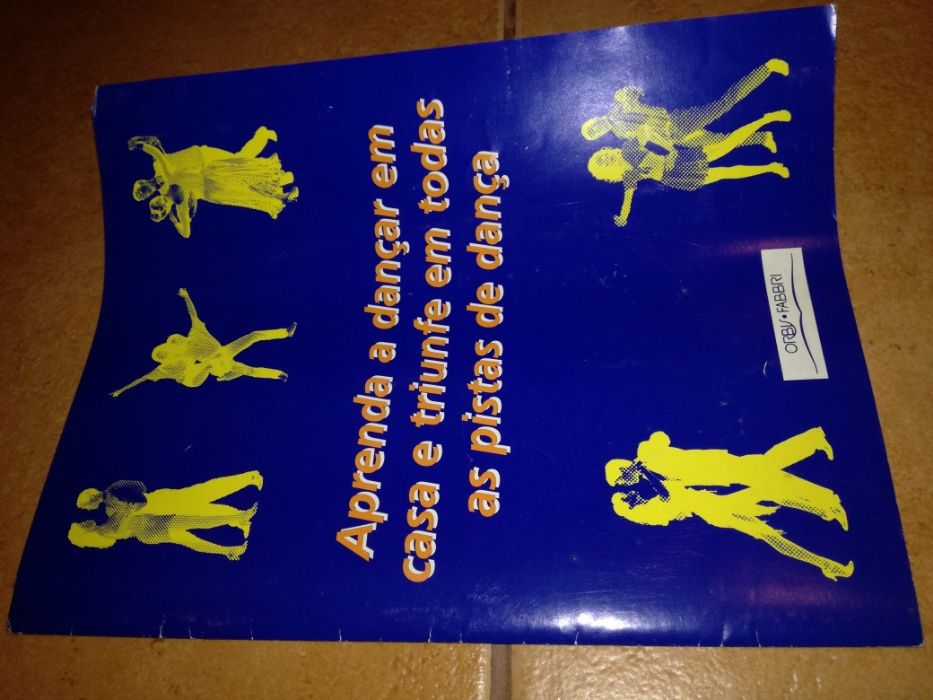 Aprenda a dançar em
casa e triunfe em todas
as pistas de dança
ORBIS • FABBRI